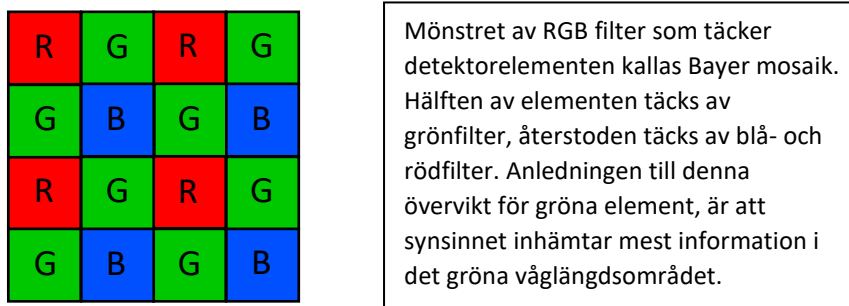 R G R G
G B G B
R G R G
G B G B
Mönstret av RGB filter som täcker
detektorelementen kallas Bayer mosaik.
Hälften av elementen täcks av
grönfilter, återstoden täcks av blå- och
rödfilter. Anledningen till denna
övervikt för gröna element, är att
synsinnet inhämtar mest information i
det gröna våglängdsområdet.